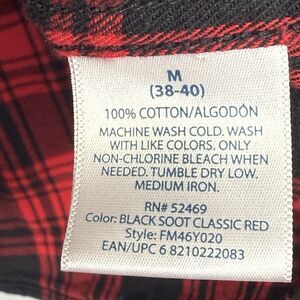 M
(38-40)
100% COTTON/ALGODÓN
MACHINE WASH COLD. WASH
WITH LIKE COLORS. ONLY
NON-CHLORINE BLEACH WHEN
NEEDED. TUMBLE DRY LOW.
MEDIUM IRON.
RN# 52469
Color: BLACK SOOT CLASSIC RED
Style: FM46Y020
EAN/UPC 6 8210222083